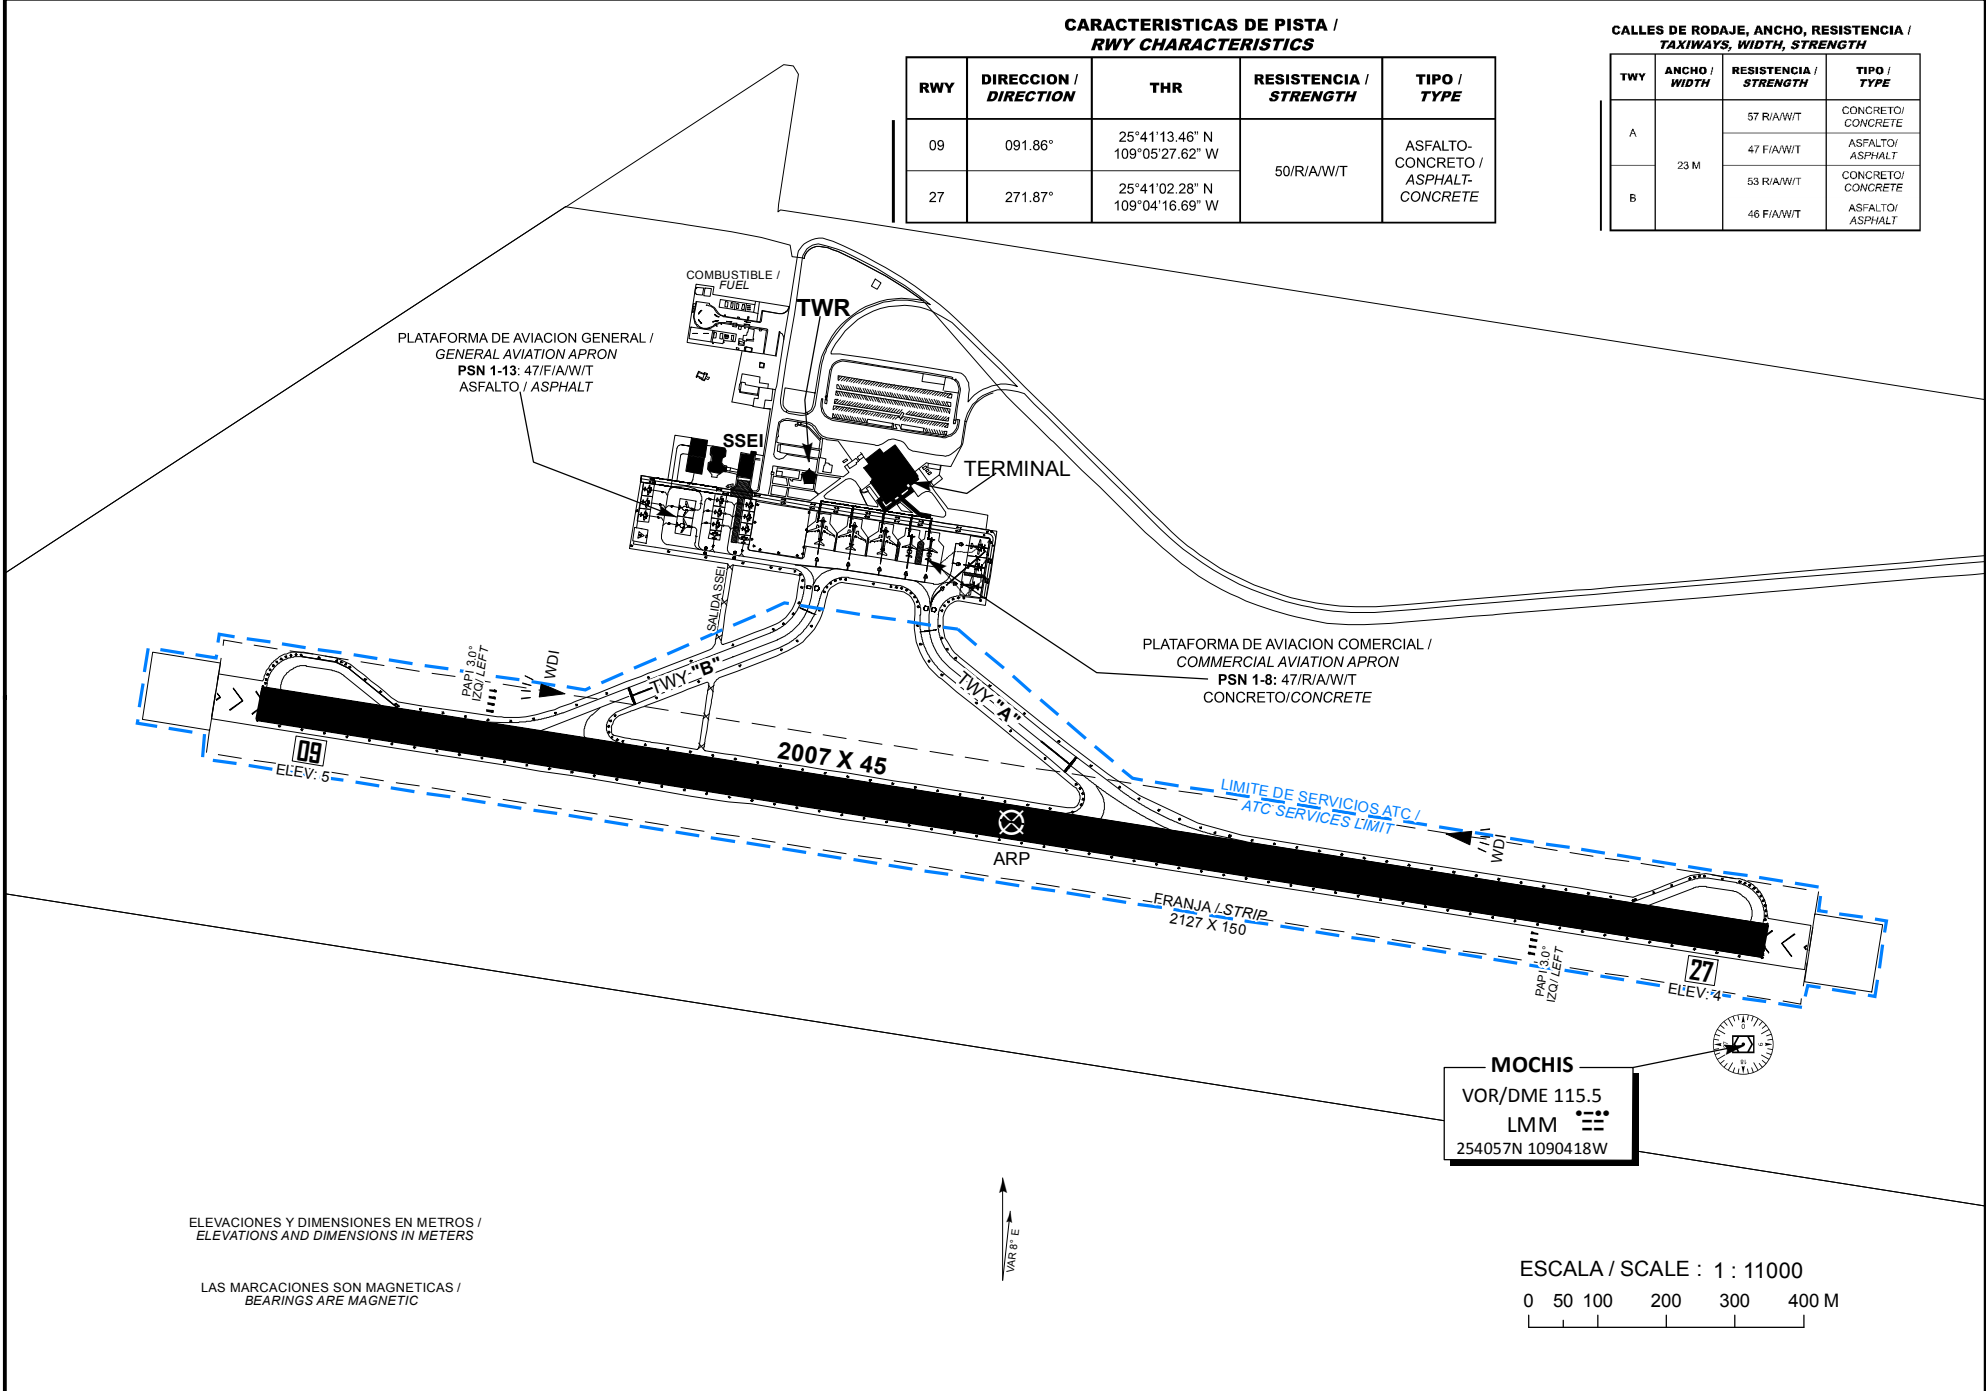 CARACTERISTICAS DE PISTA /
RWY CHARACTERISTICS
RWY
DIRECCION /
DIRECTION
THR
RESISTENCIA /
STRENGTH
TIPO /
TYPE
09
091.86°
25°41'13.46" N
109°05'27.62" W
50/R/A/W/T
ASFALTO-
CONCRETO /
ASPHALT-
CONCRETE
27
271.87°
25°41'02.28" N
109°04'16.69" W
CALLES DE RODAJE, ANCHO, RESISTENCIA /
TAXIWAYS, WIDTH, STRENGTH
TWY
ANCHO /
WIDTH
RESISTENCIA /
STRENGTH
TIPO /
TYPE
A
23 M
57 R/A/W/T
CONCRETO/
CONCRETE
47 F/A/W/T
ASFALTO/
ASPHALT
B
53 R/A/W/T
CONCRETO/
CONCRETE
46 F/A/W/T
ASFALTO/
ASPHALT
COMBUSTIBLE /
FUEL
TWR
PLATAFORMA DE AVIACION GENERAL /
GENERAL AVIATION APRON
PSN 1-13: 47/F/A/W/T
ASFALTO / ASPHALT
SSEI
TERMINAL
SALIDA SSEI
PLATAFORMA DE AVIACION COMERCIAL /
COMMERCIAL AVIATION APRON
PSN 1-8: 47/R/A/W/T
CONCRETO/CONCRETE
PAPI 3.0°
IZQ/ LEFT
WDI
TWY "B"
TWY "A"
09
ELEV: 5
2007 X 45
LIMITE DE SERVICIOS ATC /
ATC SERVICES LIMIT
WDI
ARP
FRANJA / STRIP
2127 X 150
PAPI 3.0°
IZQ/ LEFT
27
ELEV: 4
MOCHIS
VOR/DME 115.5
LMM
254057N 1090418W
VAR 8° E
ELEVACIONES Y DIMENSIONES EN METROS /
ELEVATIONS AND DIMENSIONS IN METERS
LAS MARCACIONES SON MAGNETICAS /
BEARINGS ARE MAGNETIC
ESCALA / SCALE : 1 : 11000
0 50 100 200 300 400 M